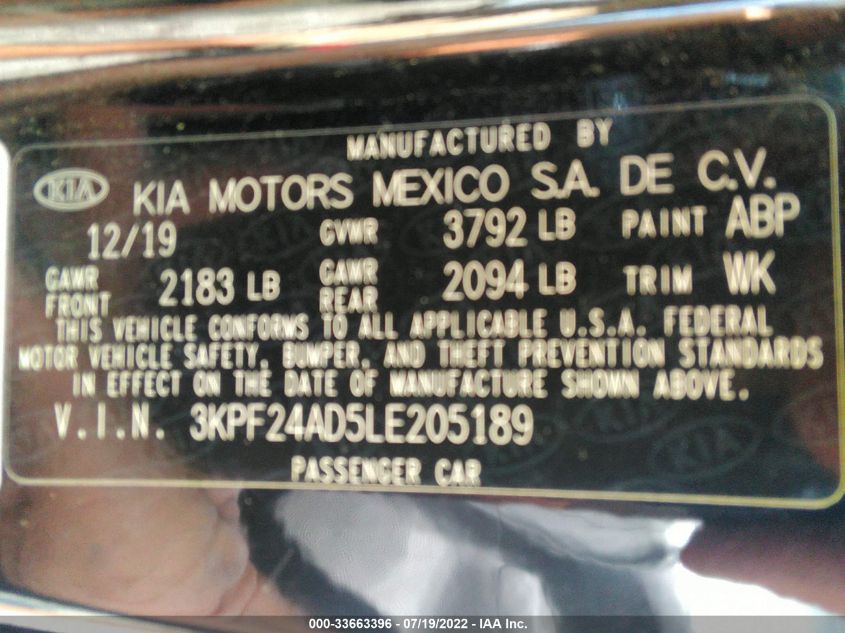 MANUFACTURED BY
KIA KIA MOTORS MEXICO S.A. DE C.V.
12/19 GVWR 3792 LB PAINT ABP
GAWR FRONT 2183 LB GAWR REAR 2094 LB TRIM WK
THIS VEHICLE CONFORMS TO ALL APPLICABLE U.S.A. FEDERAL
MOTOR VEHICLE SAFETY, BUMPER, AND THEFT PREVENTION STANDARDS
IN EFFECT ON THE DATE OF MANUFACTURE SHOWN ABOVE.
V.I.N. 3KPF24AD5LE205189
PASSENGER CAR
000-33663396 - 07/19/2022 - IAA Inc.